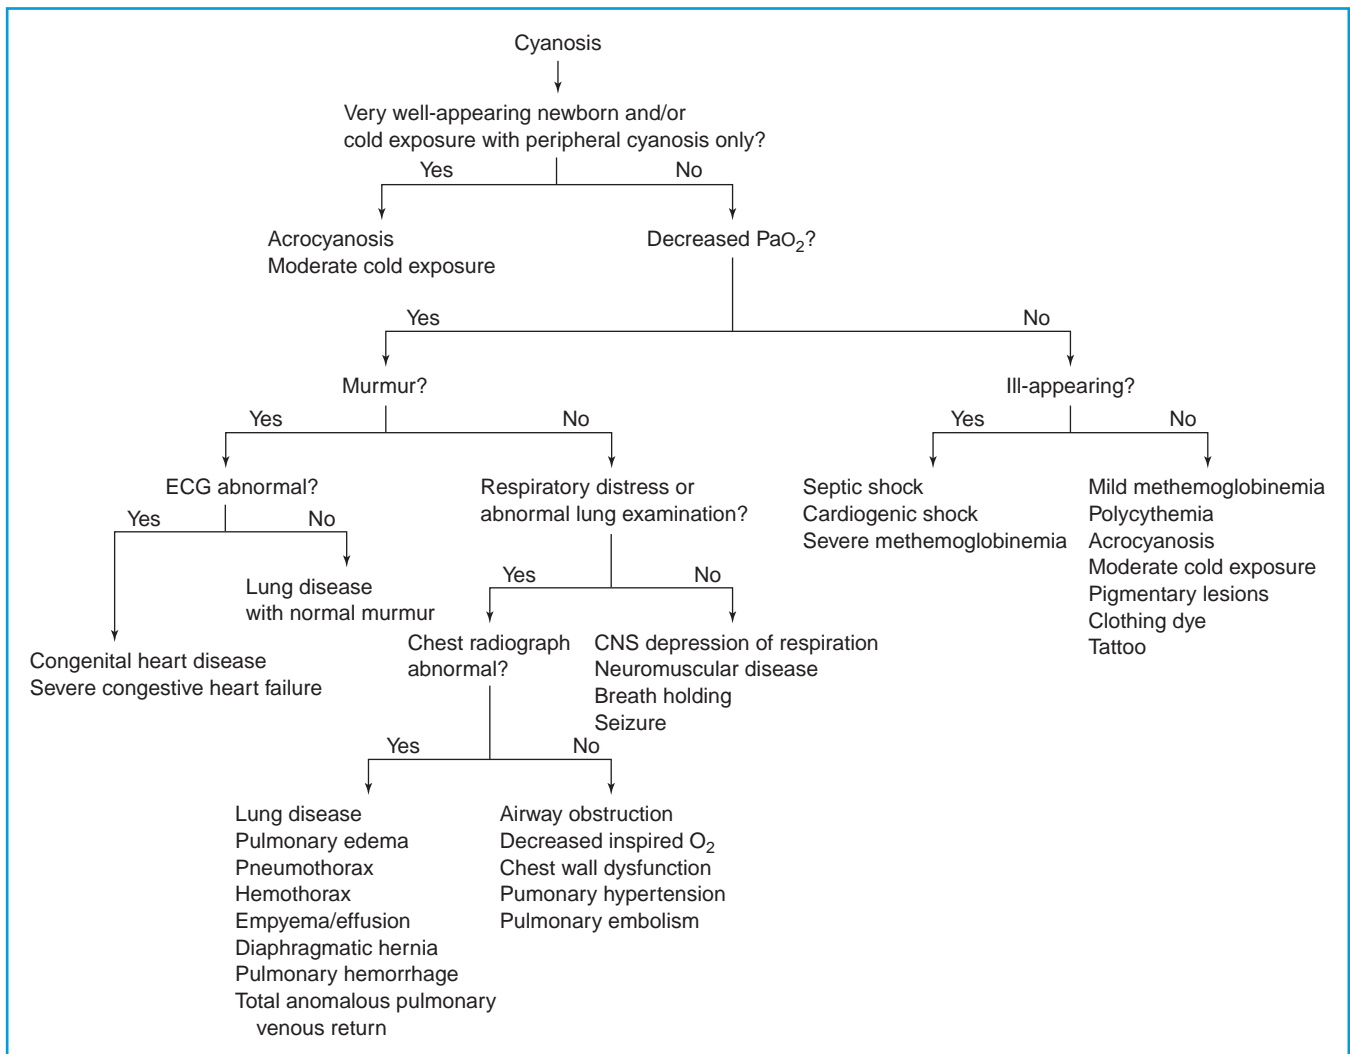 Cyanosis
Very well-appearing newborn and/or
cold exposure with peripheral cyanosis only?
Yes
No
Acrocyanosis
Moderate cold exposure
Decreased PaO₂?
Yes
No
Murmur?
Ill-appearing?
Yes
No
Yes
No
ECG abnormal?
Respiratory distress or
abnormal lung examination?
Septic shock
Cardiogenic shock
Severe methemoglobinemia
Mild methemoglobinemia
Polycythemia
Acrocyanosis
Moderate cold exposure
Pigmentary lesions
Clothing dye
Tattoo
Yes
No
Lung disease
with normal murmur
Congenital heart disease
Severe congestive heart failure
Yes
No
Chest radiograph
abnormal?
CNS depression of respiration
Neuromuscular disease
Breath holding
Seizure
Yes
No
Lung disease
Pulmonary edema
Pneumothorax
Hemothorax
Empyema/effusion
Diaphragmatic hernia
Pulmonary hemorrhage
Total anomalous pulmonary
venous return
Airway obstruction
Decreased inspired O₂
Chest wall dysfunction
Pumonary hypertension
Pulmonary embolism